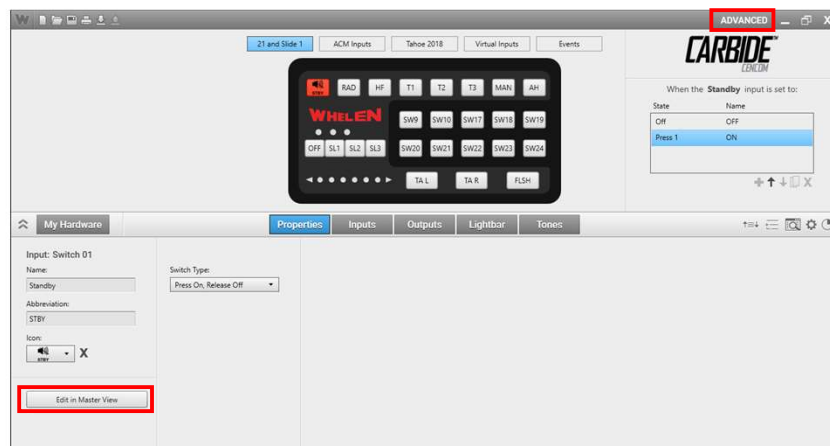 ADVANCED
21 and Slide 1 ACM Inputs Tahoe 2018 Virtual Inputs Events
CARBIDE
CENCOM
When the Standby input is set to:
State Name
Off OFF
Press 1 ON
STBY RAD HF T1 T2 T3 MAN AH
WHELEN
SW9 SW10 SW17 SW18 SW19
OFF SL1 SL2 SL3 SW20 SW21 SW22 SW23 SW24
TA L TA R FLSH
My Hardware Properties Inputs Outputs Lightbar Tones
Input: Switch 01
Name:
Standby
Switch Type:
Press On, Release Off
Abbreviation:
STBY
Icon:
STBY X
Edit in Master View